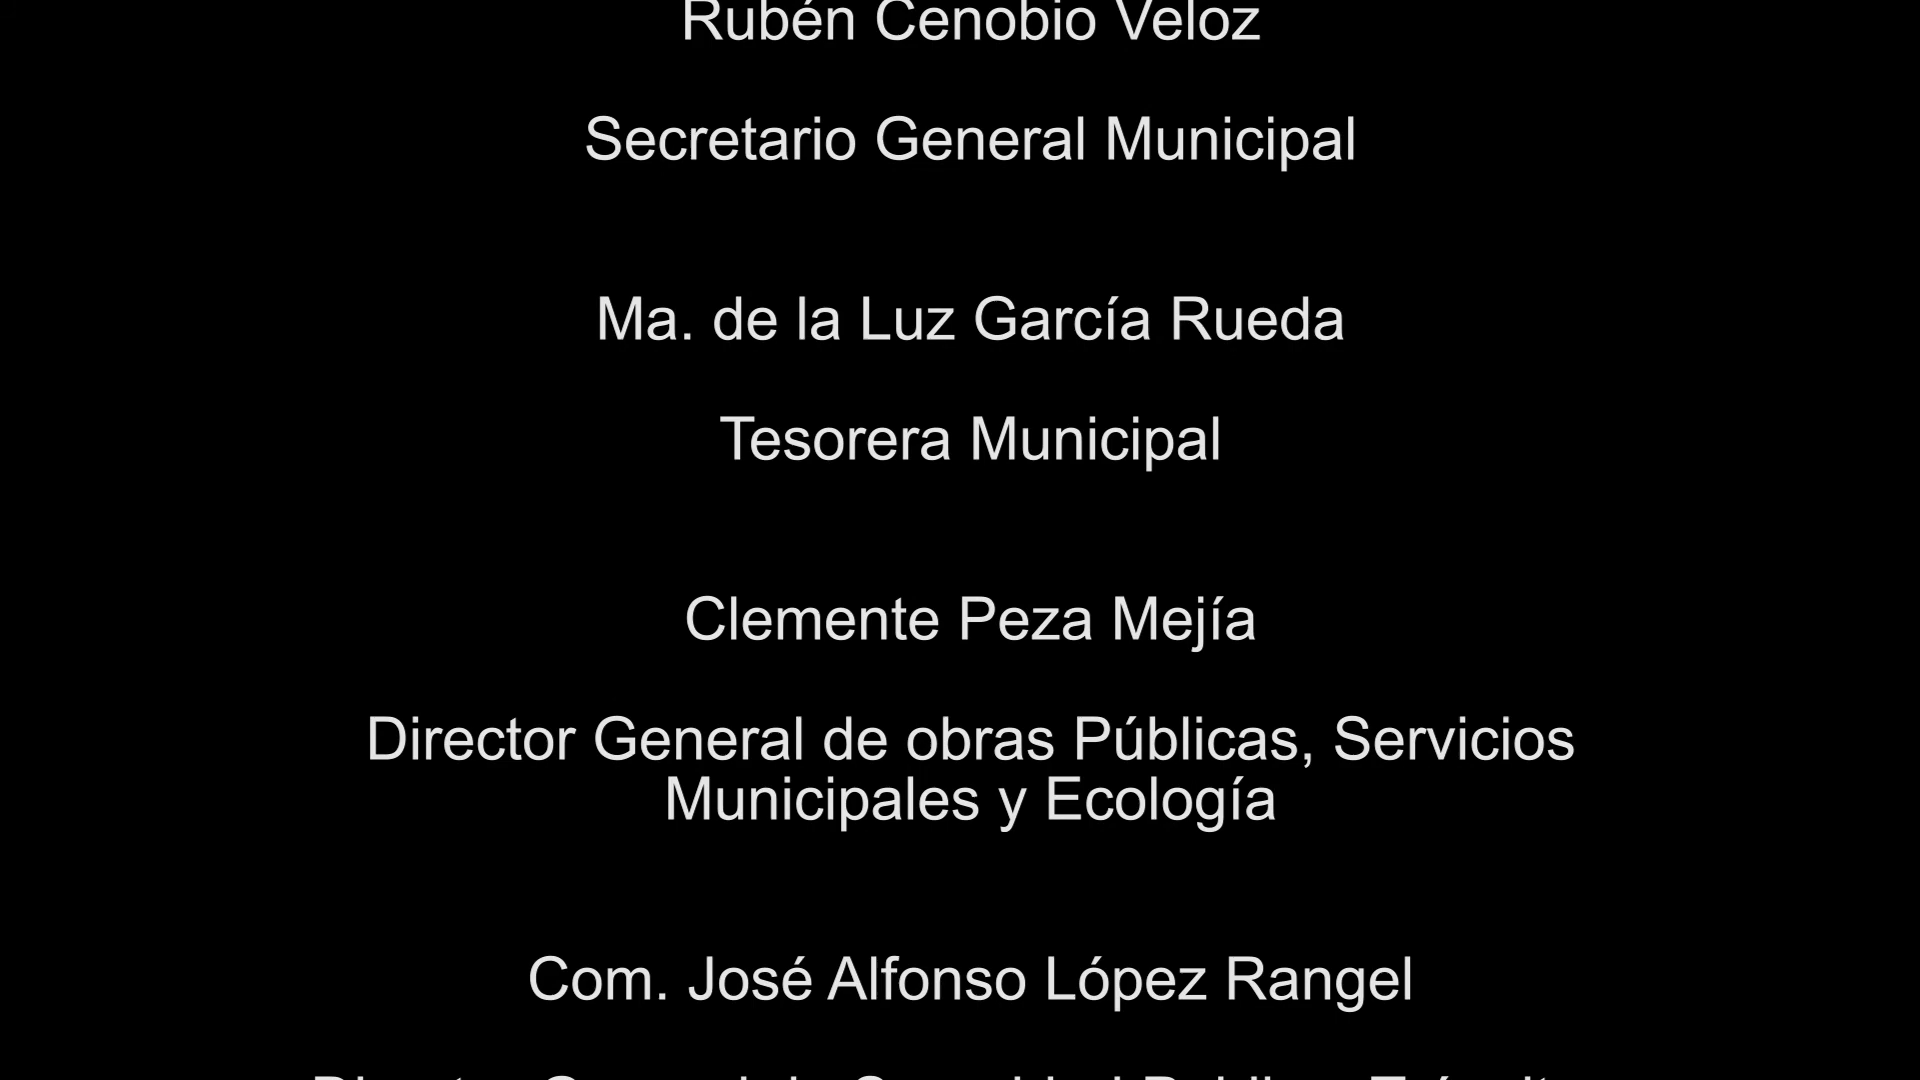 Rubén Cenobio Veloz
Secretario General Municipal
Ma. de la Luz García Rueda
Tesorera Municipal
Clemente Peza Mejía
Director General de obras Públicas, Servicios
Municipales y Ecología
Com. José Alfonso López Rangel